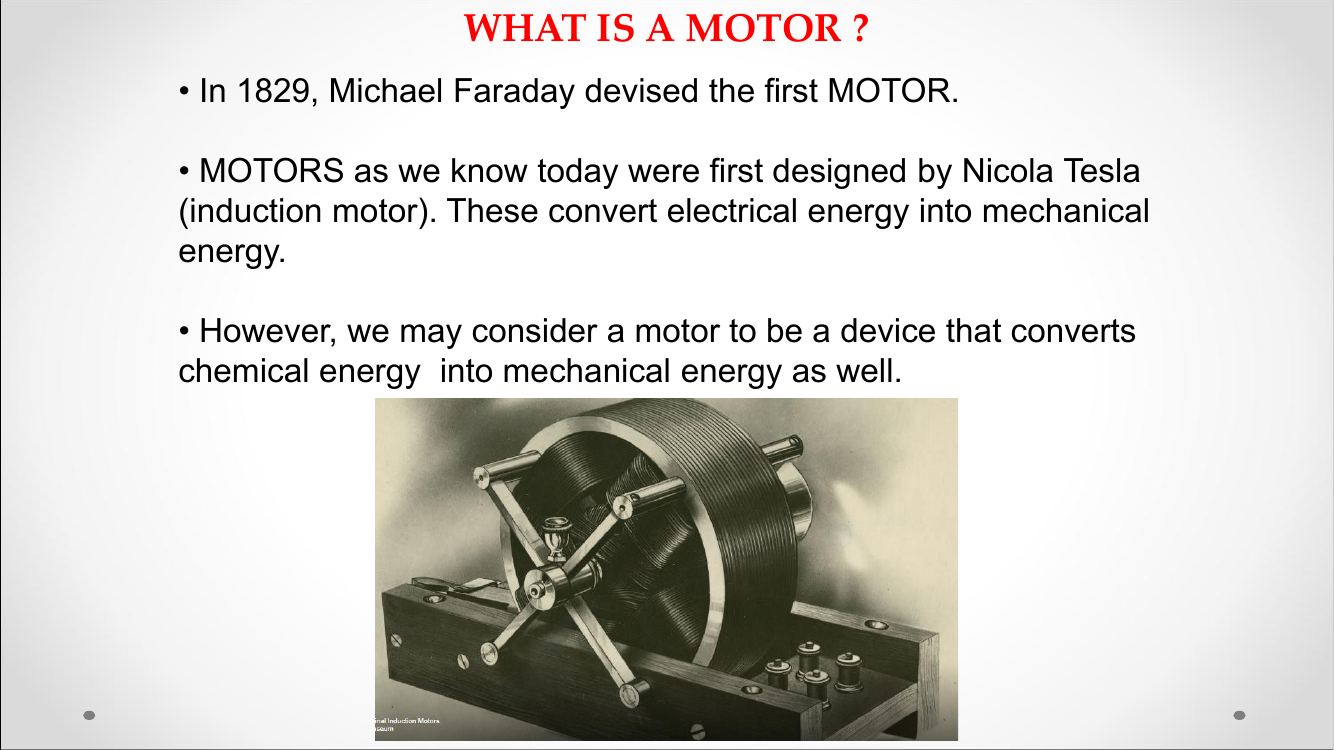 WHAT IS A MOTOR ?
• In 1829, Michael Faraday devised the first MOTOR.
• MOTORS as we know today were first designed by Nicola Tesla
(induction motor). These convert electrical energy into mechanical
energy.
• However, we may consider a motor to be a device that converts
chemical energy  into mechanical energy as well.
Induction Motors